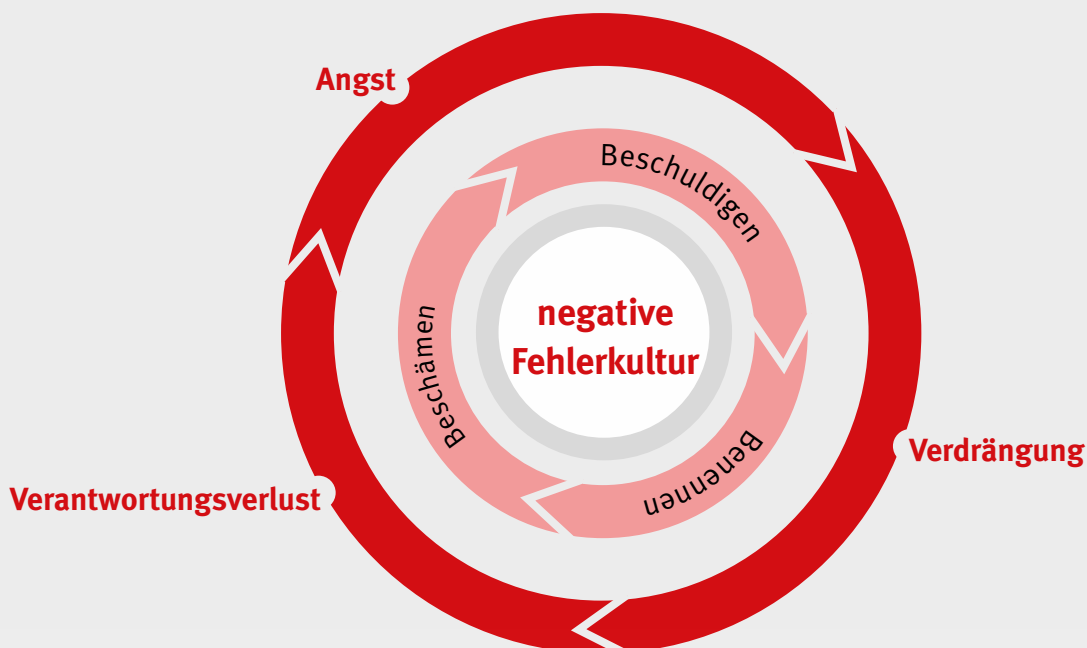 Angst
Beschuldigen
negative
Fehlerkultur
Beschämen
Benennen
Verdrängung
Verantwortungsverlust